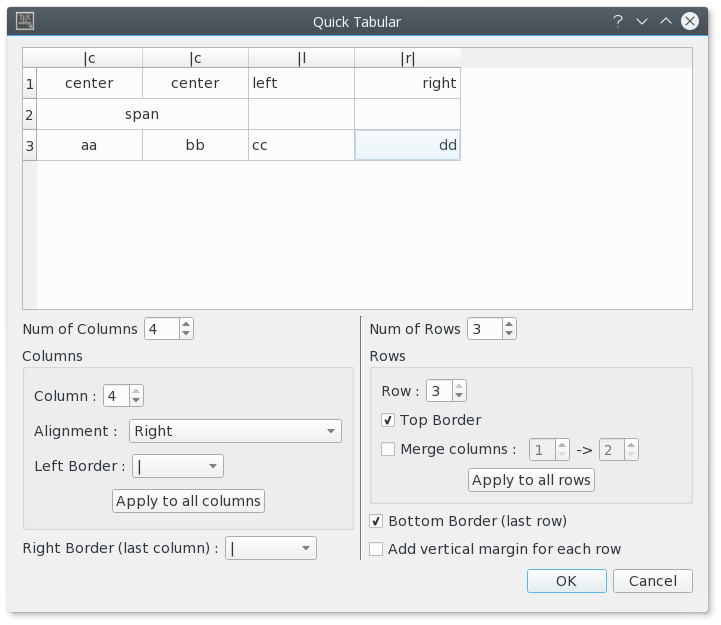 Quick Tabular
|c |c |l |r|
1 center center left right
2 span
3 aa bb cc dd
Num of Columns 4
Columns
Column : 4
Alignment : Right
Left Border : |
Apply to all columns
Right Border (last column) : |
Num of Rows 3
Rows
Row : 3
Top Border
Merge columns : 1 -> 2
Apply to all rows
Bottom Border (last row)
Add vertical margin for each row
OK Cancel